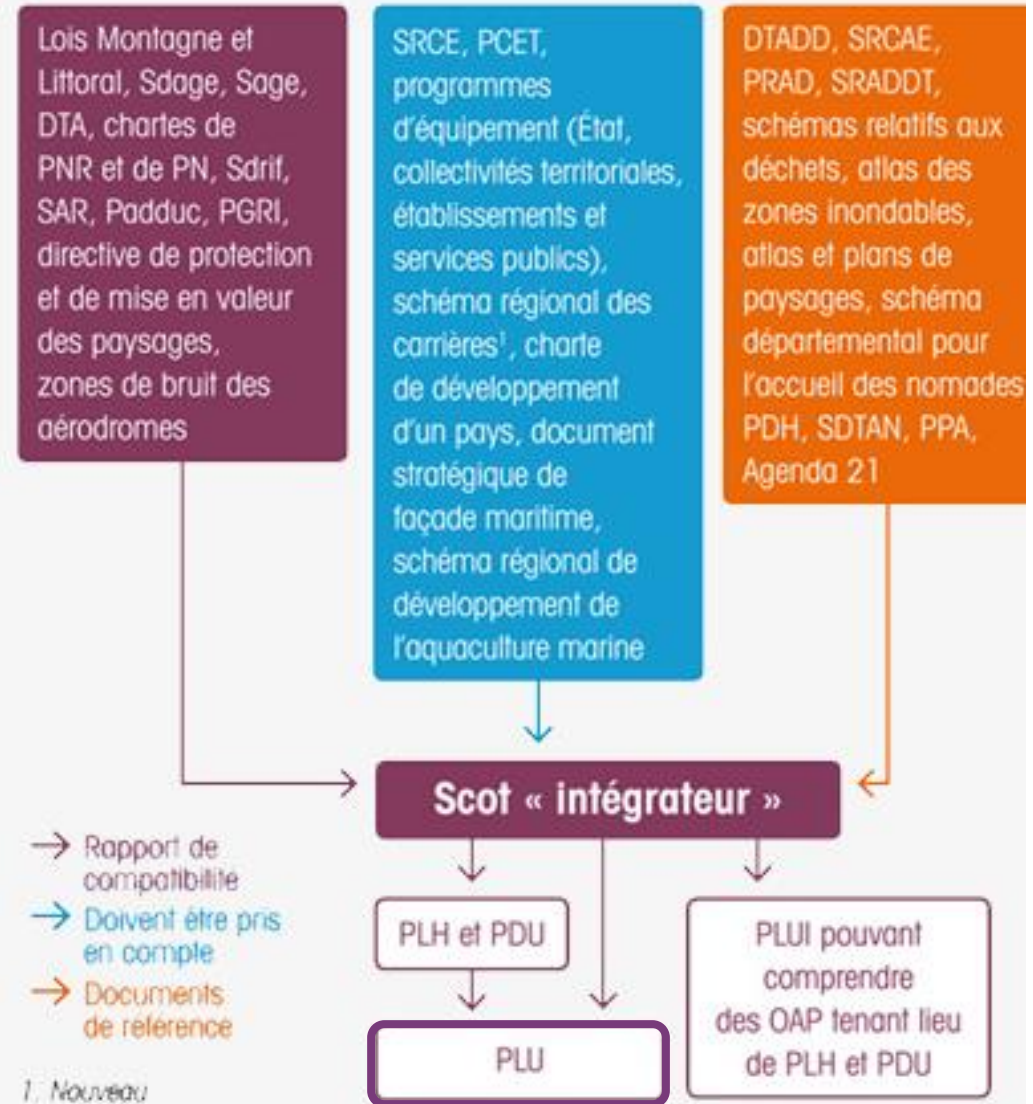 Lois Montagne et
Littoral, Sdage, Sage,
DTA, chartes de
PNR et de PN, Sdrif,
SAR, Padduc, PGRI,
directive de protection
et de mise en valeur
des paysages,
zones de bruit des
aérodromes
SRCE, PCET,
programmes
d'équipement (État,
collectivités territoriales,
établissements et
services publics),
schéma régional des
carrières¹, charte
de développement
d'un pays, document
stratégique de
façade maritime,
schéma régional de
développement de
l'aquaculture marine
DTADD, SRCAE,
PRAD, SRADDT,
schémas relatifs aux
déchets, atlas des
zones inondables,
atlas et plans de
paysages, schéma
départemental pour
l'accueil des nomades
PDH, SDTAN, PPA,
Agenda 21
Scot « intégrateur »
Rapport de
compatibilité
Doivent être pris
en compte
Documents
de référence
PLH et PDU
PLU
PLUI pouvant
comprendre
des OAP tenant lieu
de PLH et PDU
1. Nouveau